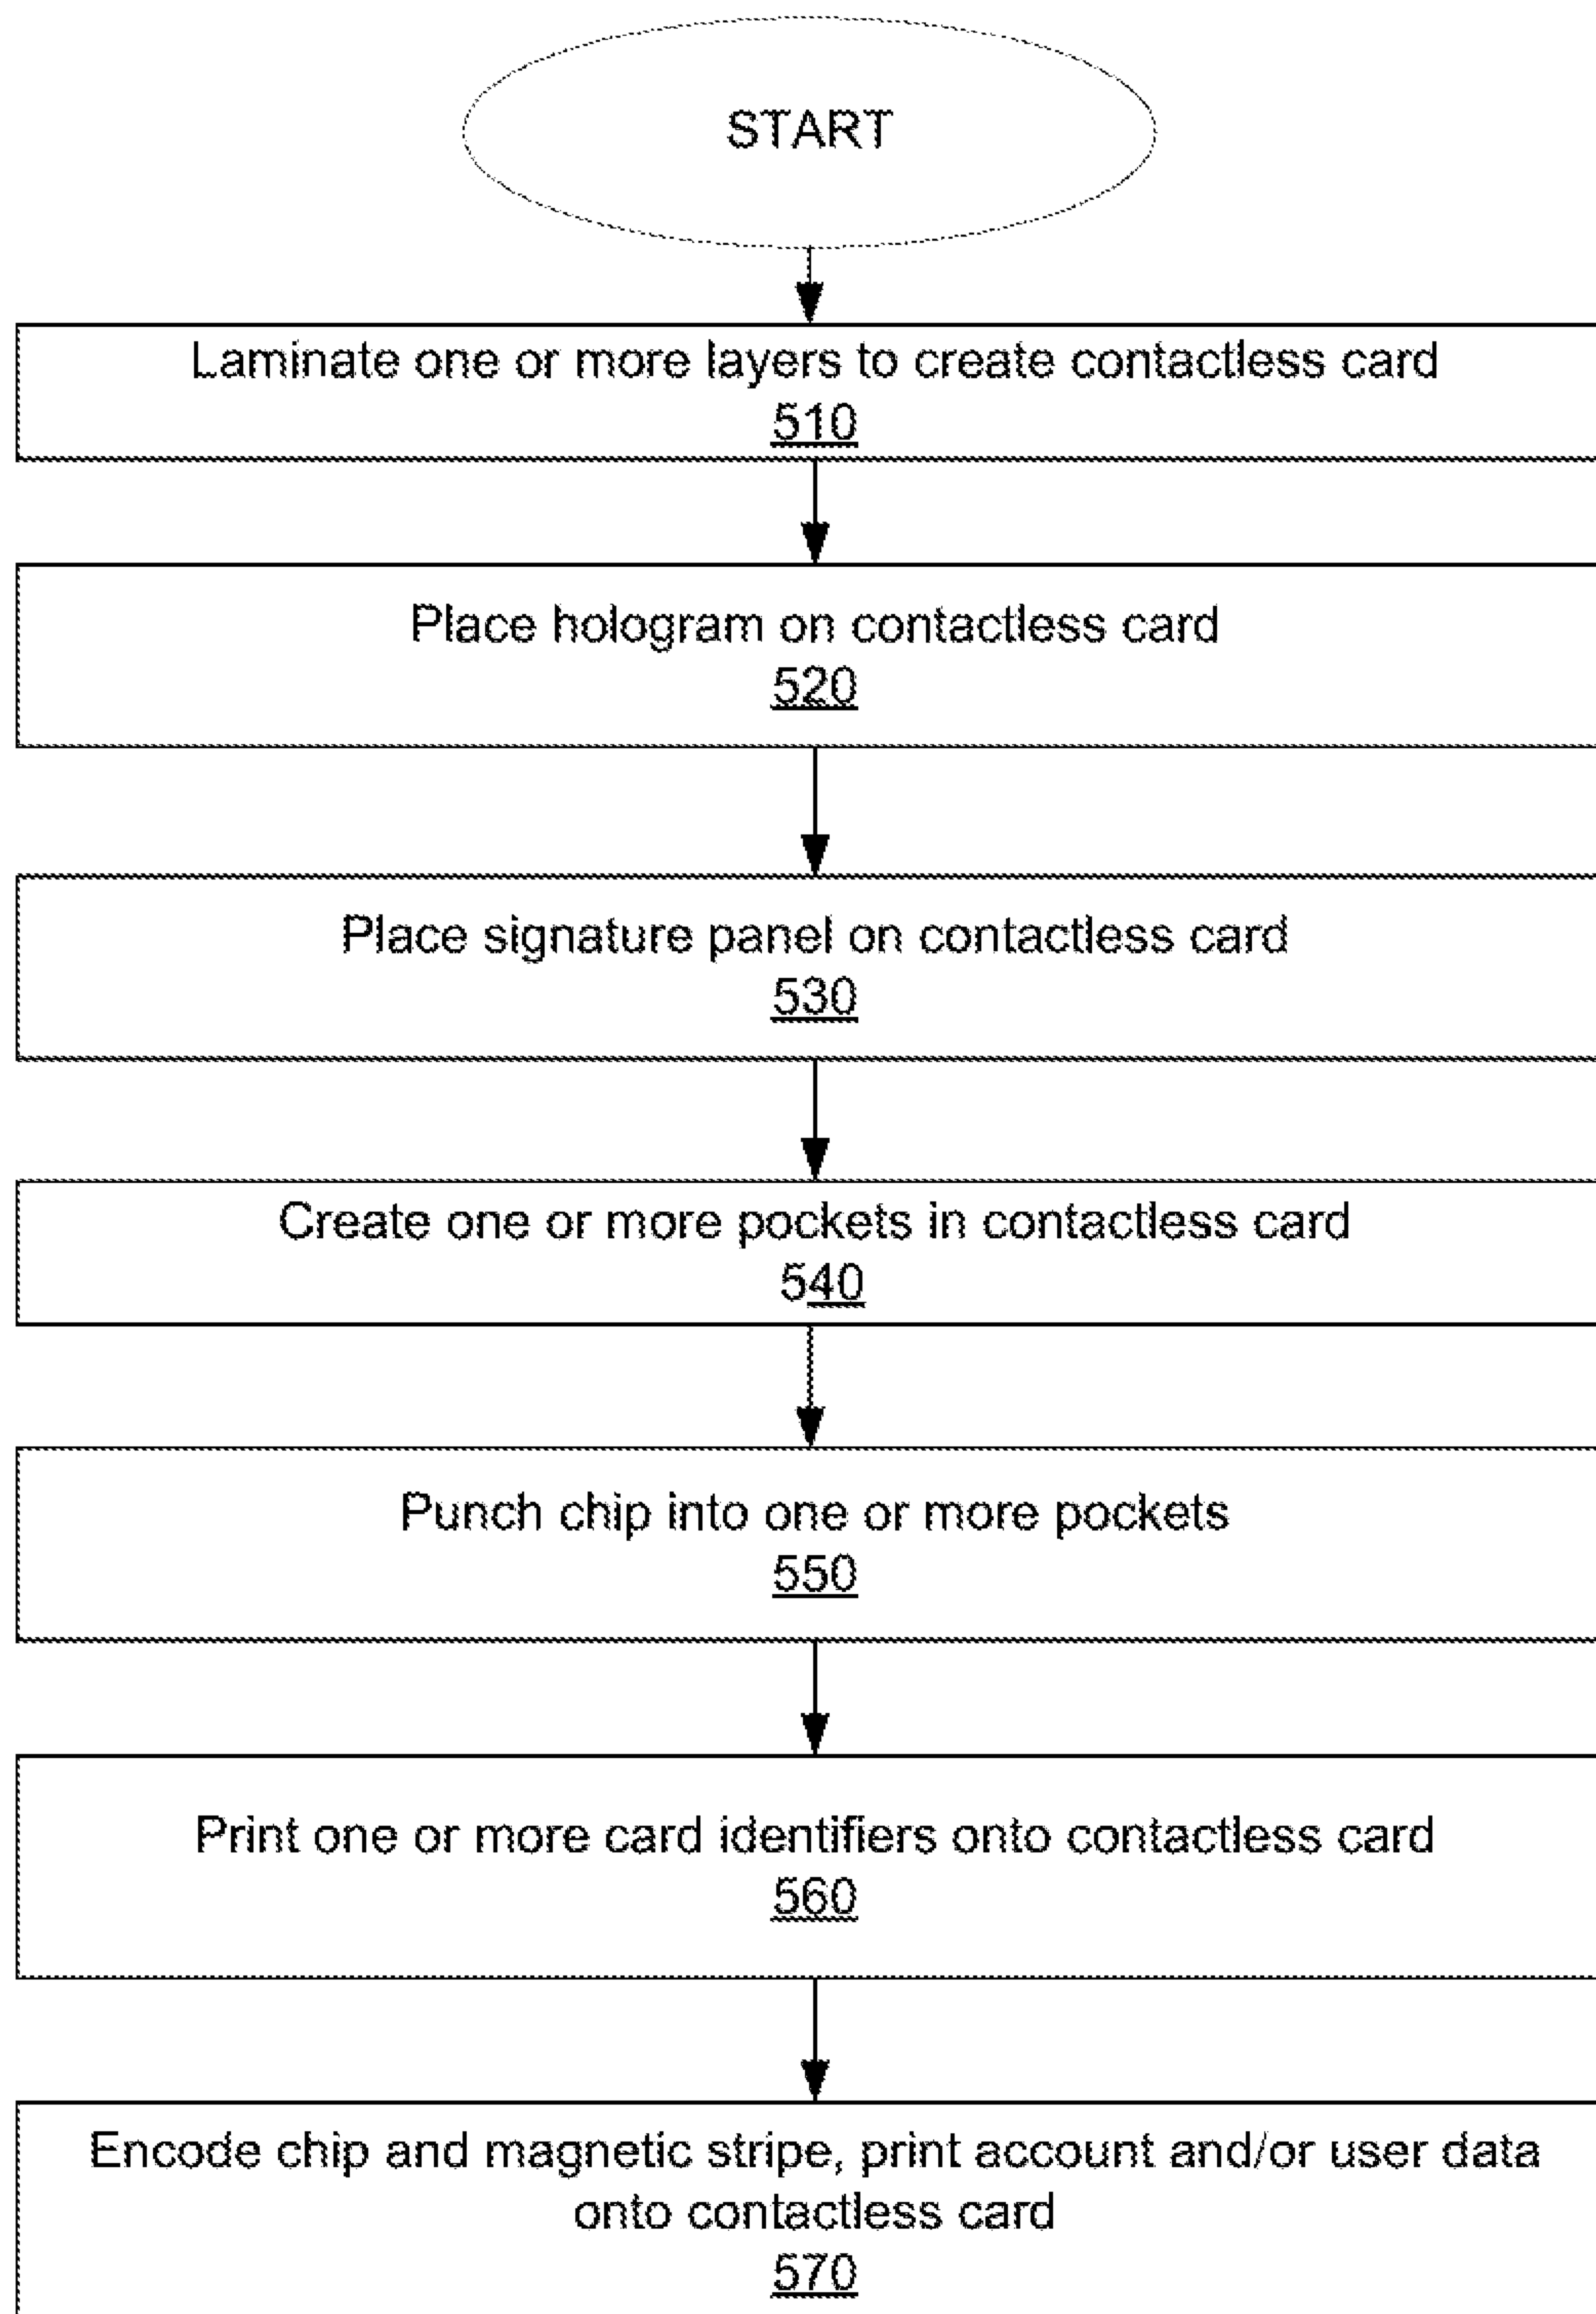 START
Laminate one or more layers to create contactless card
510
Place hologram on contactless card
520
Place signature panel on contactless card
530
Create one or more pockets in contactless card
540
Punch chip into one or more pockets
550
Print one or more card identifiers onto contactless card
560
Encode chip and magnetic stripe, print account and/or user data
onto contactless card
570